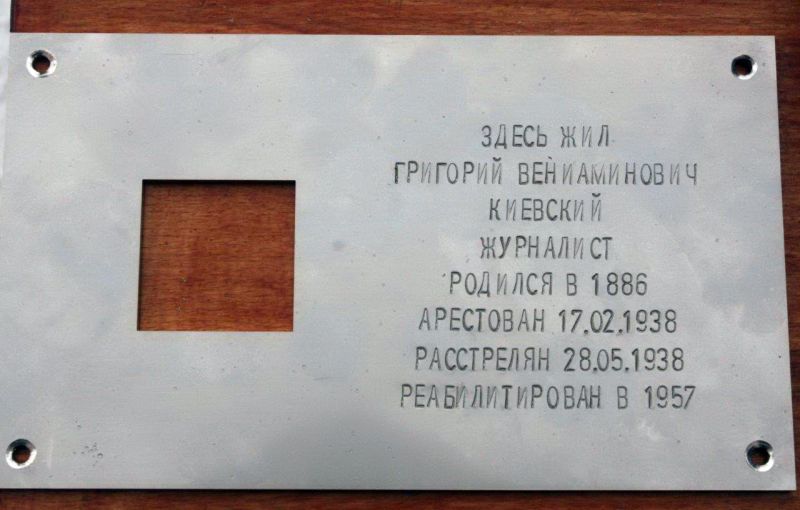 ЗДЕСЬ ЖИЛ
ГРИГОРИЙ ВЕНИАМИНОВИЧ
КИЕВСКИЙ
ЖУРНАЛИСТ
РОДИЛСЯ В 1886
АРЕСТОВАН 17.02.1938
РАССТРЕЛЯН 28.05.1938
РЕАБИЛИТИРОВАН В 1957